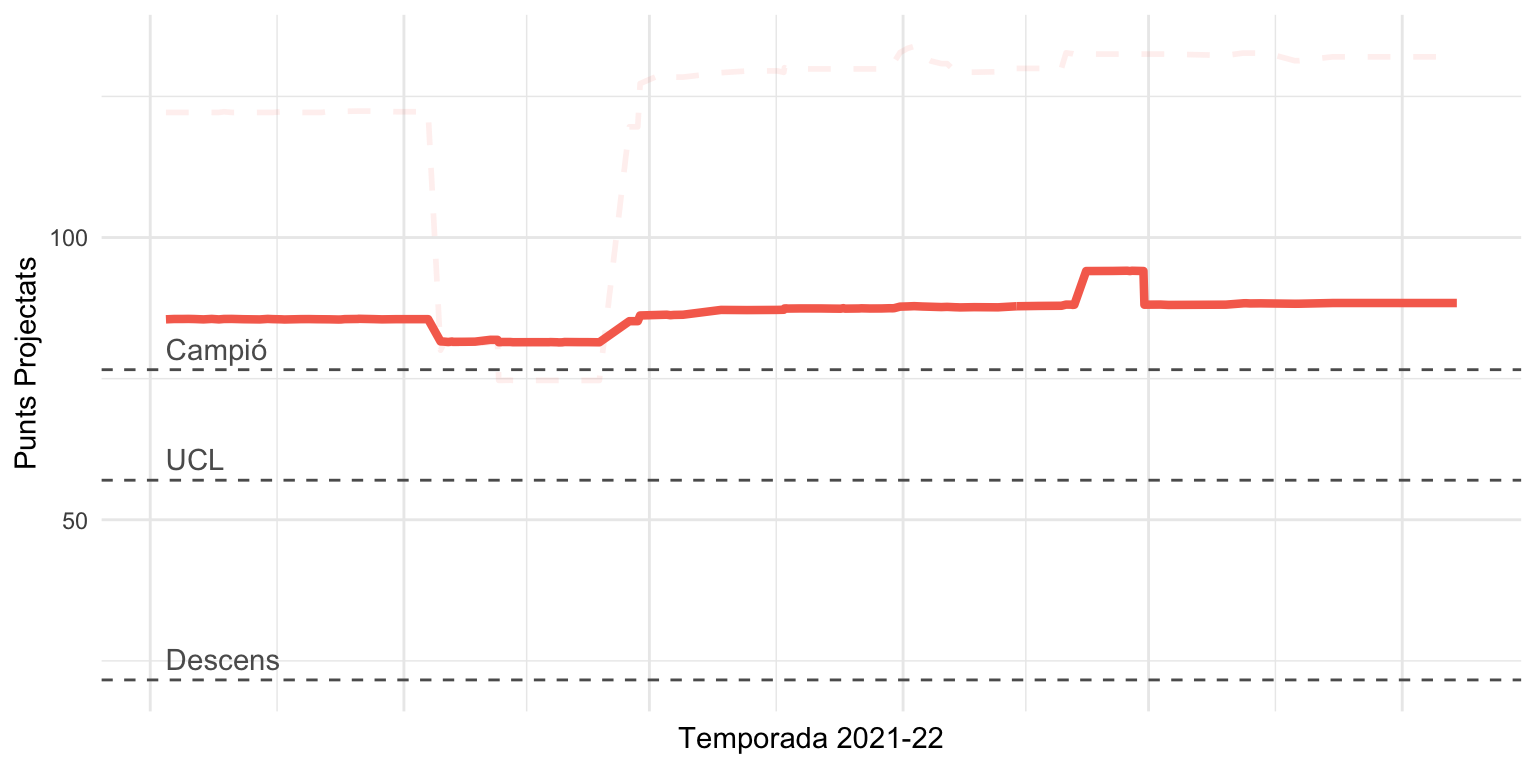 100
Campió
UCL
50
Descens
Punts Projectats
Temporada 2021-22